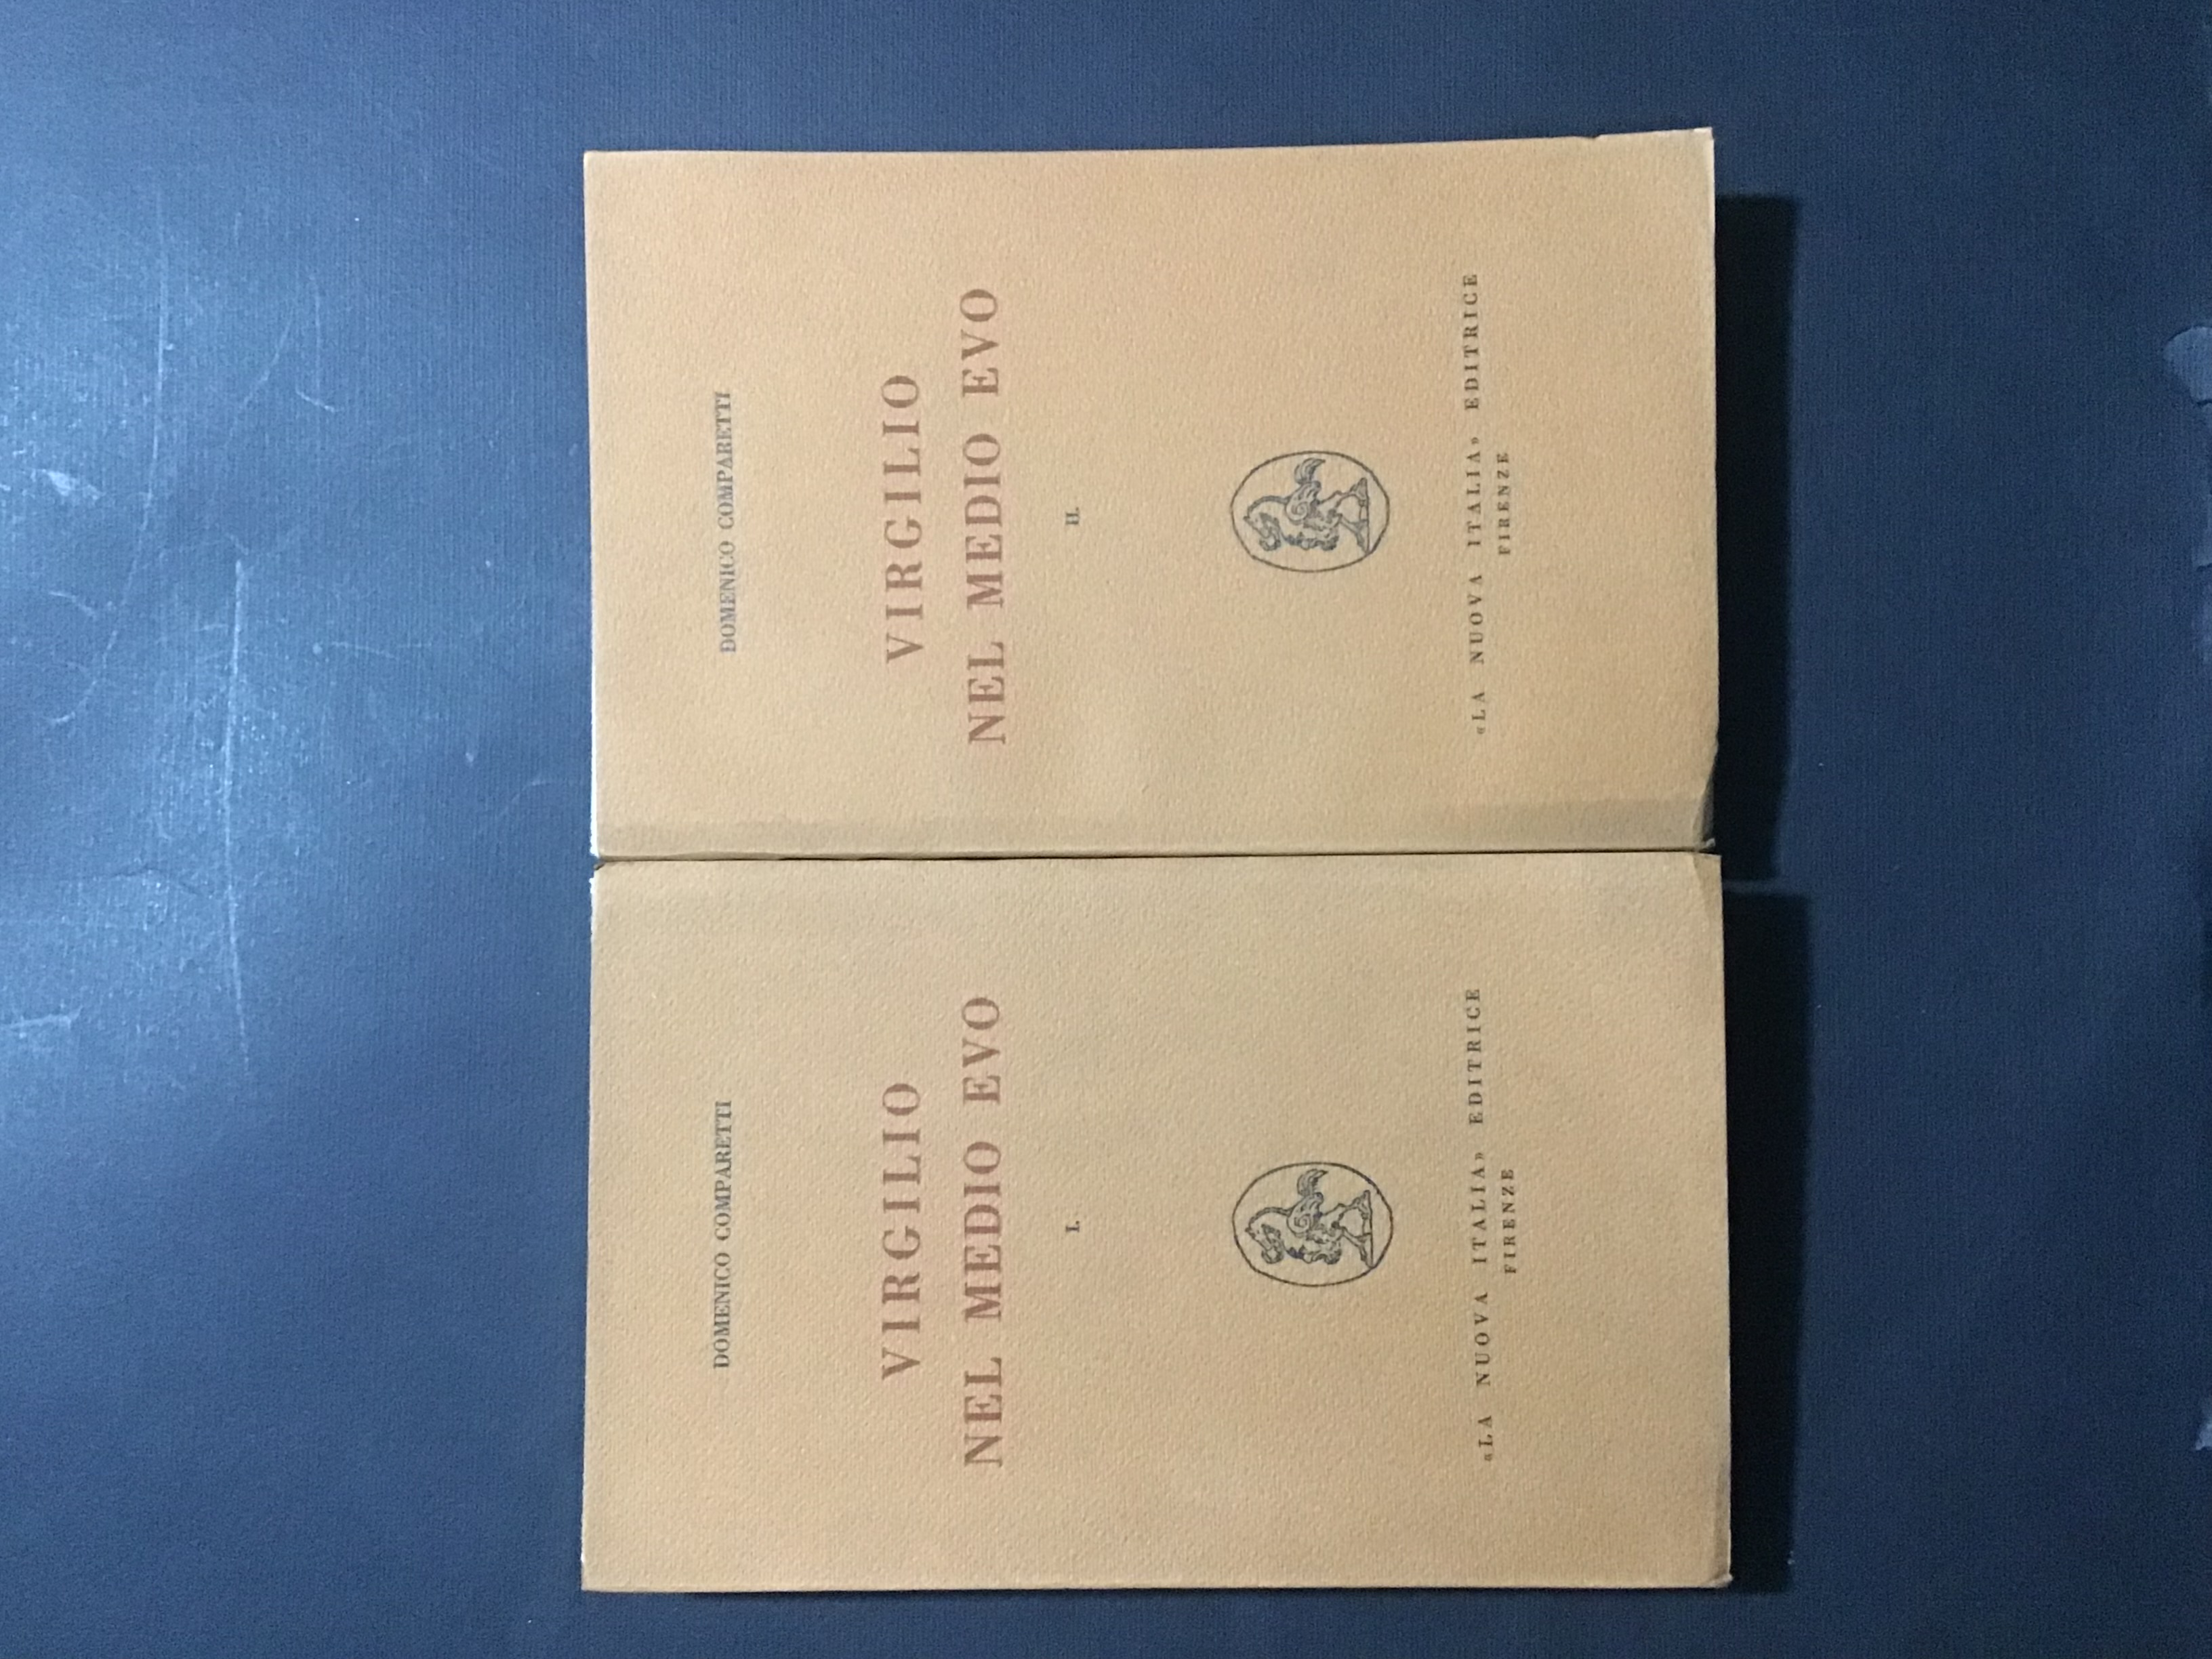 DOMENICO COMPARETTI
VIRGILIO
NEL MEDIO EVO
I.
«LA NUOVA ITALIA» EDITRICE
FIRENZE
DOMENICO COMPARETTI
VIRGILIO
NEL MEDIO EVO
II.
«LA NUOVA ITALIA» EDITRICE
FIRENZE